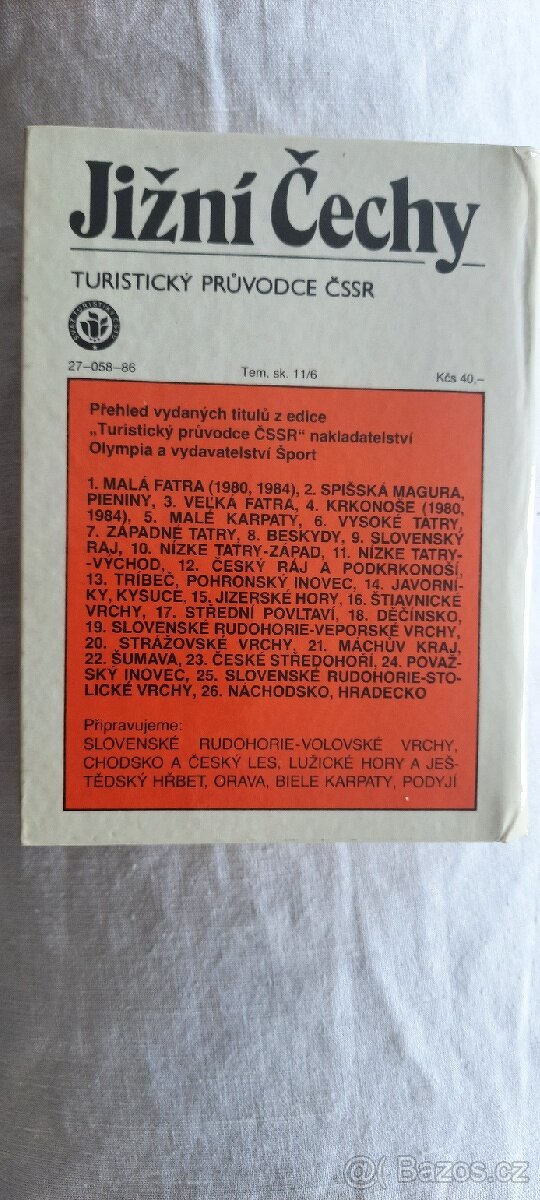 Jižní Čechy
TURISTICKÝ PRŮVODCE ČSSR
27–058–86
Tem. sk. 11/6
Kčs 40,–
Přehled vydaných titulů z edice
„Turistický průvodce ČSSR" nakladatelství
Olympia a vydavatelství Šport
1. MALÁ FATRA (1980, 1984), 2. SPIŠSKÁ MAGURA,
PIENINY, 3. VEĽKÁ FATRA, 4. KRKONOŠE (1980,
1984), 5. MALÉ KARPATY, 6. VYSOKÉ TATRY,
7. ZÁPADNÉ TATRY, 8. BESKYDY, 9. SLOVENSKÝ
RAJ, 10. NÍZKE TATRY-ZÁPAD, 11. NÍZKE TATRY-
-VÝCHOD, 12. ČESKÝ RÁJ A PODKRKONOŠÍ,
13. TRÍBEČ, POHRONSKÝ INOVEC, 14. JAVORNÍ-
KY, KYSUCE, 15. JIZERSKÉ HORY, 16. ŠTIAVNICKÉ
VRCHY, 17. STŘEDNÍ POVLTAVÍ, 18. DĚČÍNSKO,
19. SLOVENSKÉ RUDOHORIE-VEPORSKÉ VRCHY,
20. STRÁŽOVSKÉ VRCHY, 21. MÁCHŮV KRAJ,
22. ŠUMAVA, 23. ČESKÉ STŘEDOHOŘÍ, 24. POVAŽ-
SKÝ INOVEC, 25. SLOVENSKÉ RUDOHORIE-STO-
LICKÉ VRCHY, 26. NÁCHODSKO, HRADECKO
Připravujeme:
SLOVENSKÉ RUDOHORIE-VOLOVSKÉ VRCHY,
CHODSKO A ČESKÝ LES, LUŽICKÉ HORY A JEŠ-
TĚDSKÝ HŘBET, ORAVA, BIELE KARPATY, PODYJÍ
Bazoš.cz